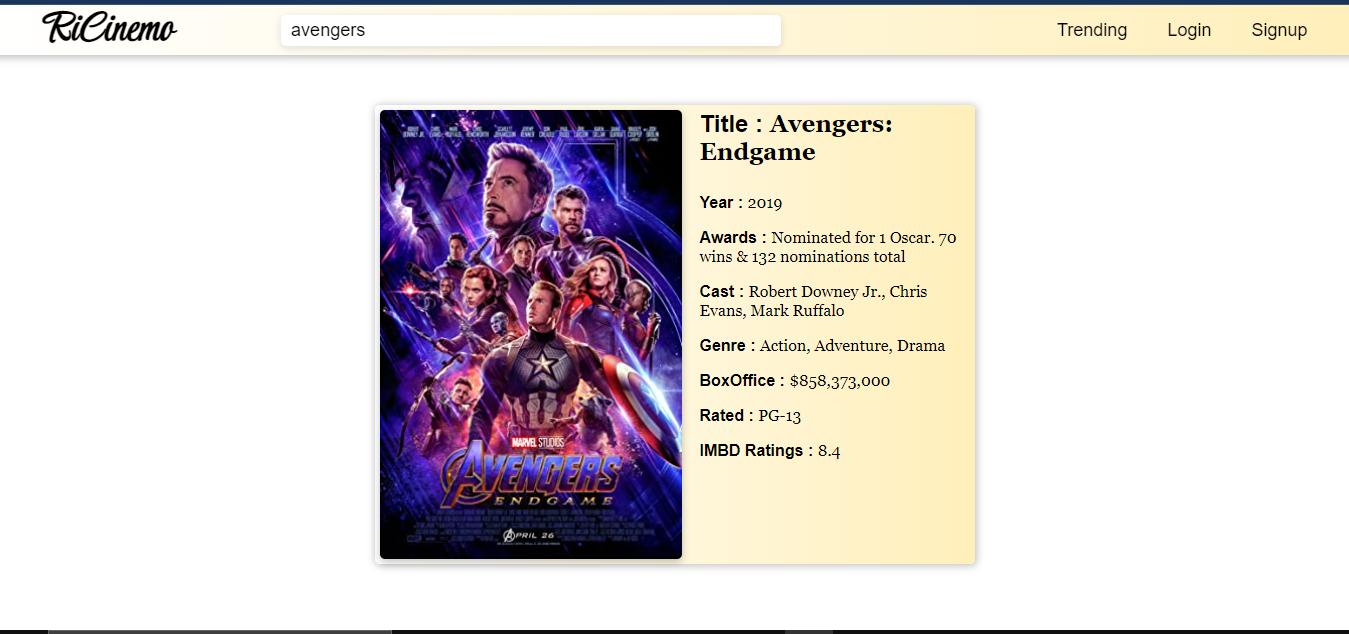 RiCinemo
avengers
Trending
Login
Signup
Title : Avengers:
Endgame
Year : 2019
Awards : Nominated for 1 Oscar. 70
wins & 132 nominations total
Cast : Robert Downey Jr., Chris
Evans, Mark Ruffalo
Genre : Action, Adventure, Drama
BoxOffice : $858,373,000
Rated : PG-13
IMBD Ratings : 8.4
MARVEL STUDIOS
AVENGERS
ENDGAME
APRIL 26